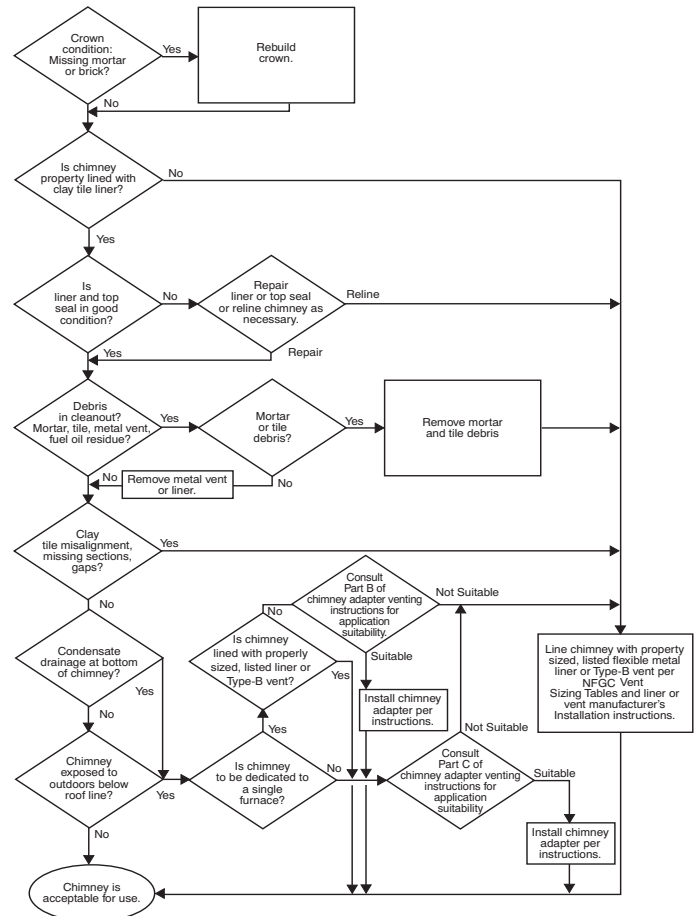 Crown
condition:
Missing mortar
or brick?
Yes
Rebuild
crown.
No
Is chimney
property lined with
clay tile liner?
No
Yes
Is
liner and top
seal in good
condition?
No
Repair
liner or top seal
or reline chimney as
necessary.
Reline
Yes
Repair
Debris
in cleanout?
Mortar, tile, metal vent,
fuel oil residue?
Yes
Mortar
or tile
debris?
Yes
Remove mortar
and tile debris
No
Remove metal vent
or liner.
No
Clay
tile misalignment,
missing sections,
gaps?
Yes
No
Consult
Part B of
chimney adapter venting
instructions for
application
suitability.
Not Suitable
No
Suitable
Condensate
drainage at bottom
of chimney?
Yes
No
Is chimney
lined with properly
sized, listed liner or
Type-B vent?
Yes
Yes
Install chimney
adapter per
instructions.
Line chimney with property
sized, listed flexible metal
liner or Type-B vent per
NFGC Vent
Sizing Tables and liner or
vent manufacturer's
Installation instructions.
Not Suitable
Chimney
exposed to
outdoors below
roof line?
Yes
No
Is chimney
to be dedicated to
a single
furnace?
No
Consult
Part C of
chimney adapter venting
instructions for
application
suitability
Suitable
Install chimney
adapter per
instructions.
Chimney is
acceptable for use.